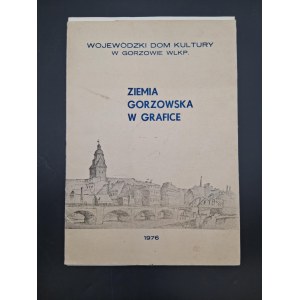 WOJEWÓDZKI DOM KULTURY
W GORZOWIE WLKP.
ZIEMIA
GORZOWSKA
W GRAFICE
1976